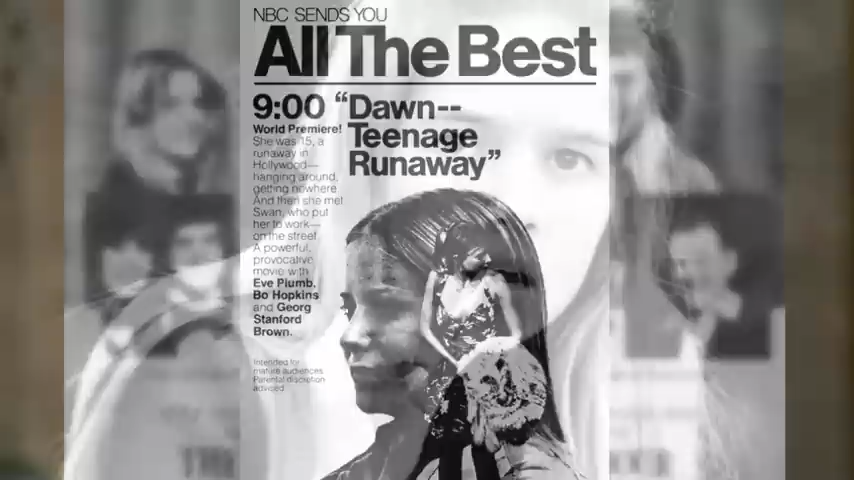 NBC SENDS YOU
All The Best
9:00 “Dawn--
Teenage
Runaway”
World Premiere!
She was 15, a
runaway in
Hollywood—
hanging around,
getting nowhere.
And then she met
Swan, who put
her to work—
on the street.
A powerful,
provocative
movie with
Eve Plumb,
Bo Hopkins
and Georg
Stanford
Brown.
Intended for
mature audiences.
Parental discretion
advised.